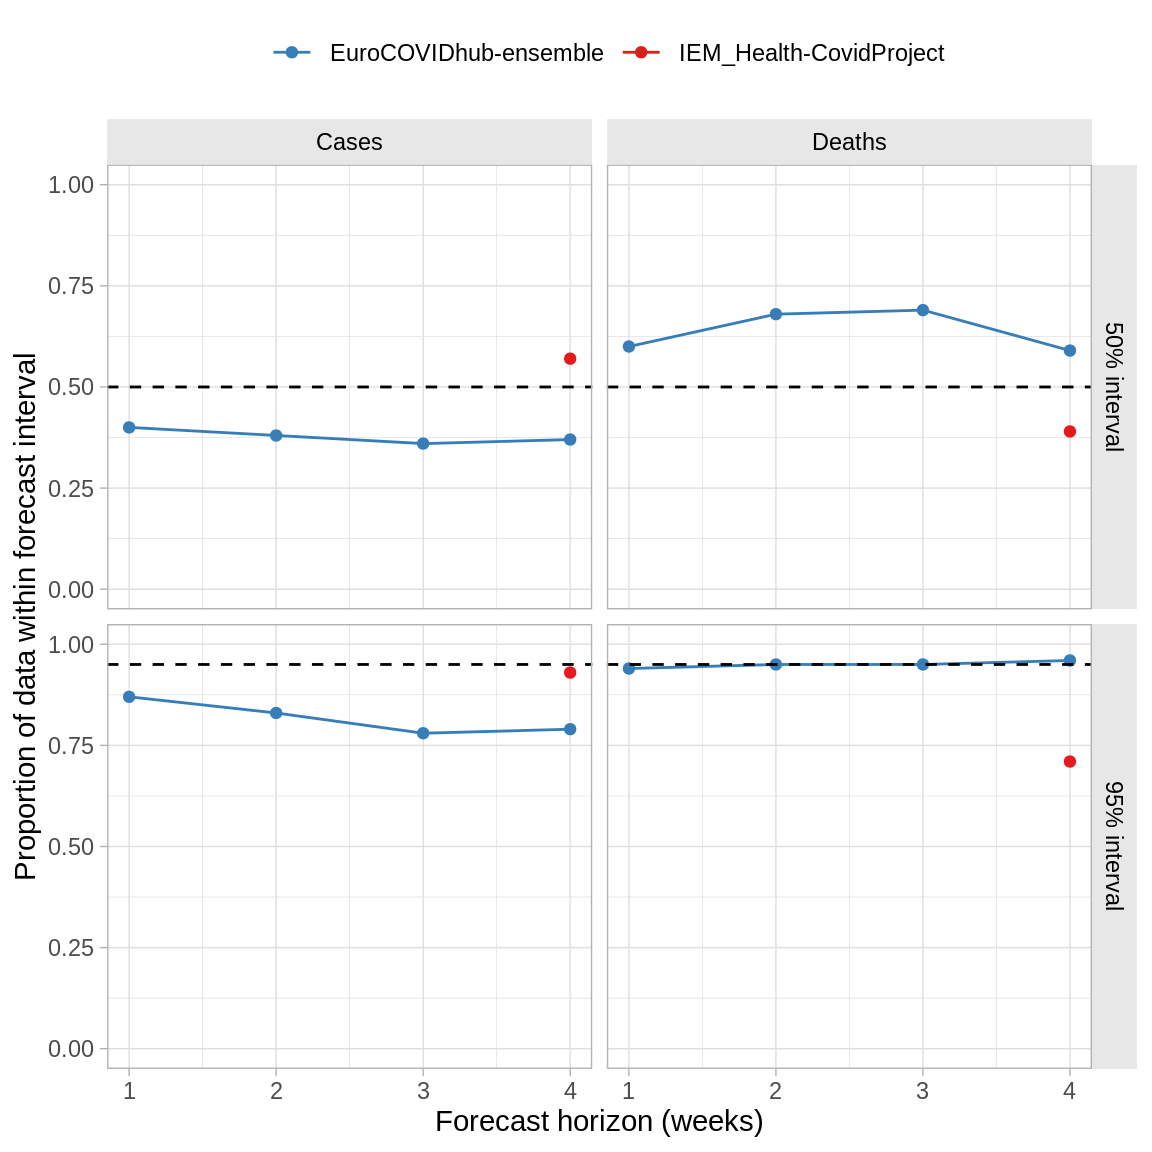 EuroCOVIDhub-ensemble IEM_Health-CovidProject
Cases Deaths
1.00
0.75
0.50
0.25
0.00
50% interval
1.00
0.75
0.50
0.25
0.00
95% interval
Proportion of data within forecast interval
1 2 3 4 1 2 3 4
Forecast horizon (weeks)